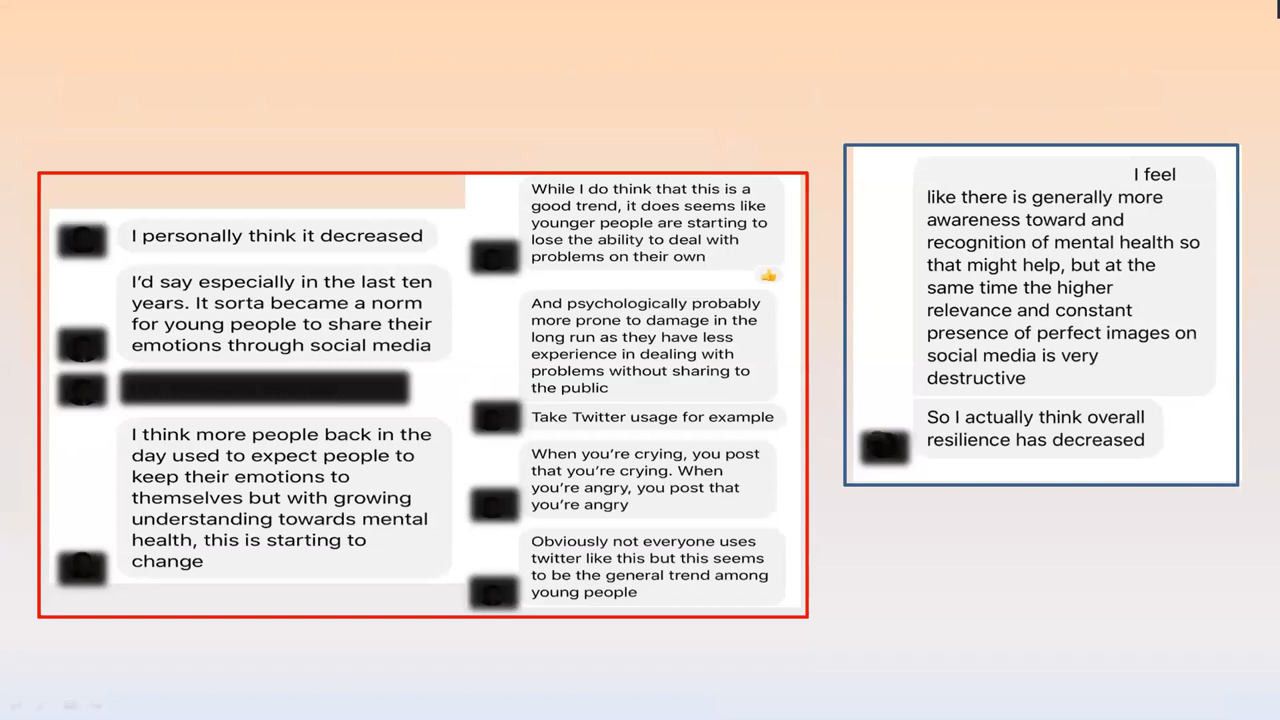 I personally think it decreased
I’d say especially in the last ten
years. It sorta became a norm
for young people to share their
emotions through social media
I think more people back in the
day used to expect people to
keep their emotions to
themselves but with growing
understanding towards mental
health, this is starting to
change
While I do think that this is a
good trend, it does seems like
younger people are starting to
lose the ability to deal with
problems on their own
And psychologically probably
more prone to damage in the
long run as they have less
experience in dealing with
problems without sharing to
the public
Take Twitter usage for example
When you’re crying, you post
that you’re crying. When
you’re angry, you post that
you’re angry
Obviously not everyone uses
twitter like this but this seems
to be the general trend among
young people
I feel
like there is generally more
awareness toward and
recognition of mental health so
that might help, but at the
same time the higher
relevance and constant
presence of perfect images on
social media is very
destructive
So I actually think overall
resilience has decreased